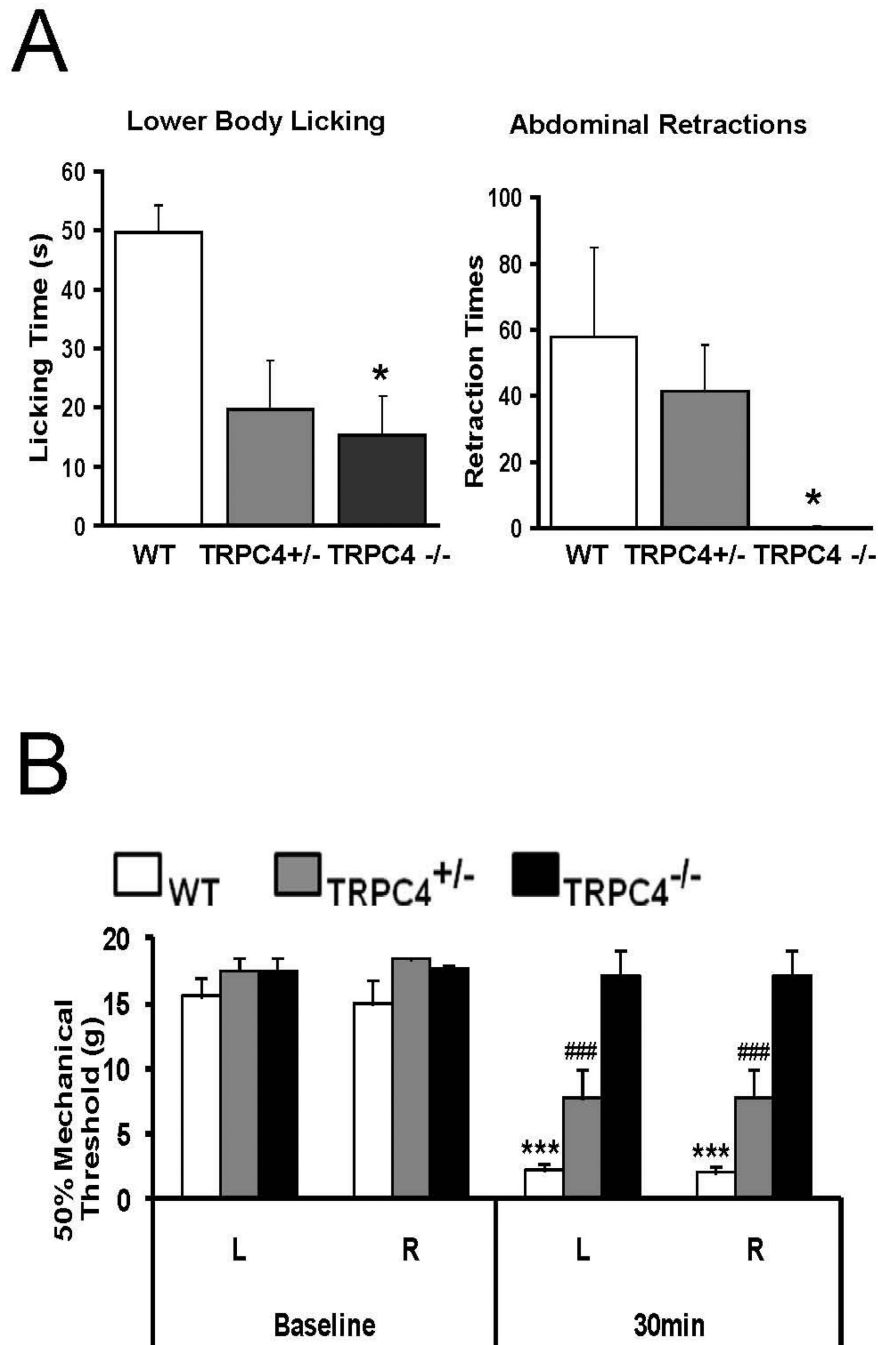 A
Lower Body Licking
Abdominal Retractions
Licking Time (s)
60
50
40
30
20
10
0
*
WT TRPC4+/- TRPC4 -/-
Retraction Times
100
80
60
40
20
0
*
WT TRPC4+/- TRPC4 -/-
B
WT TRPC4+/- TRPC4-/-
50% Mechanical
Threshold (g)
20
15
10
5
0
### ###
*** ***
L R L R
Baseline 30min